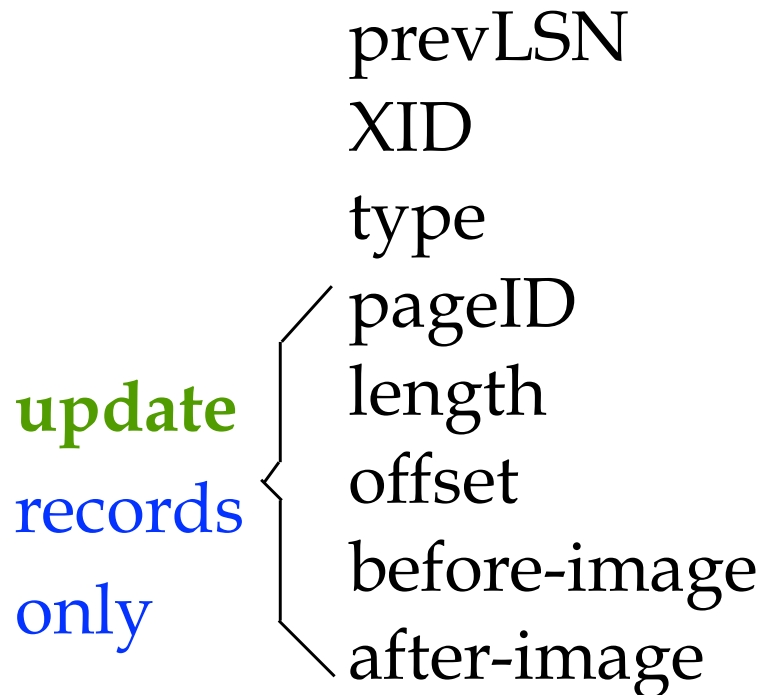 prevLSN
XID
type
pageID
length
offset
before-image
after-image
update
records
only